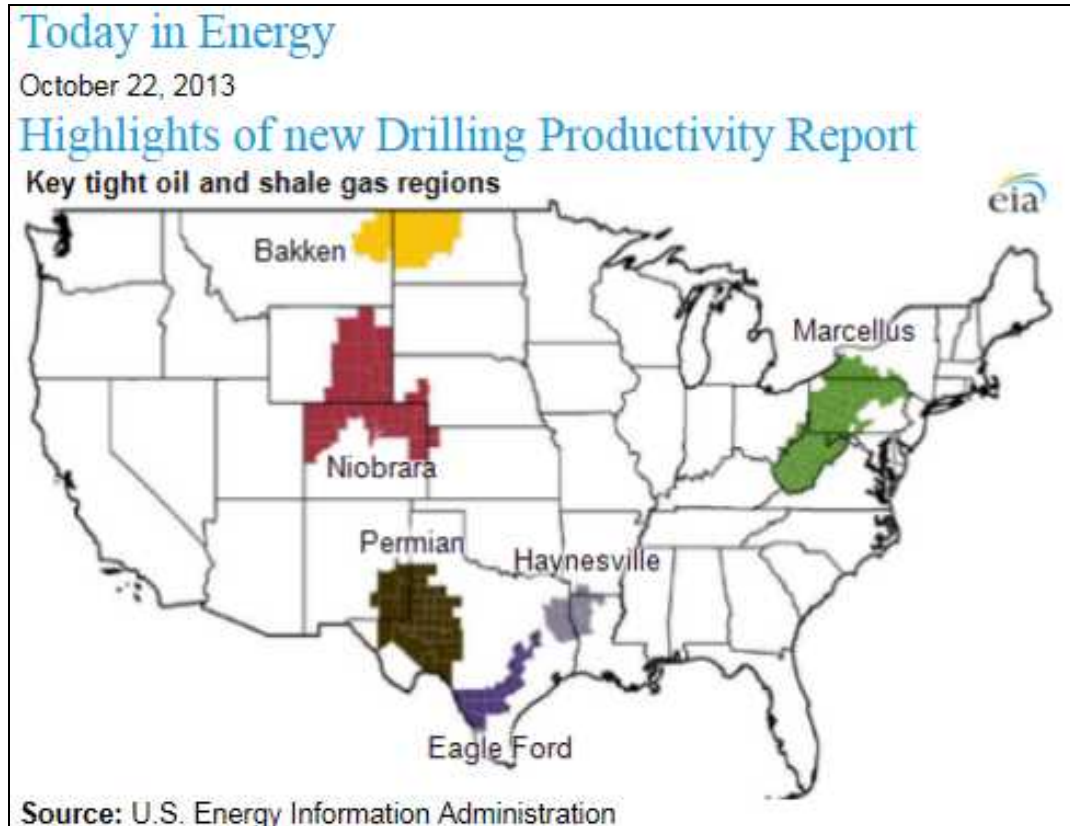 Today in Energy
October 22, 2013
Highlights of new Drilling Productivity Report
Key tight oil and shale gas regions
eia
Bakken
Marcellus
Niobrara
Permian
Haynesville
Eagle Ford
Source: U.S. Energy Information Administration